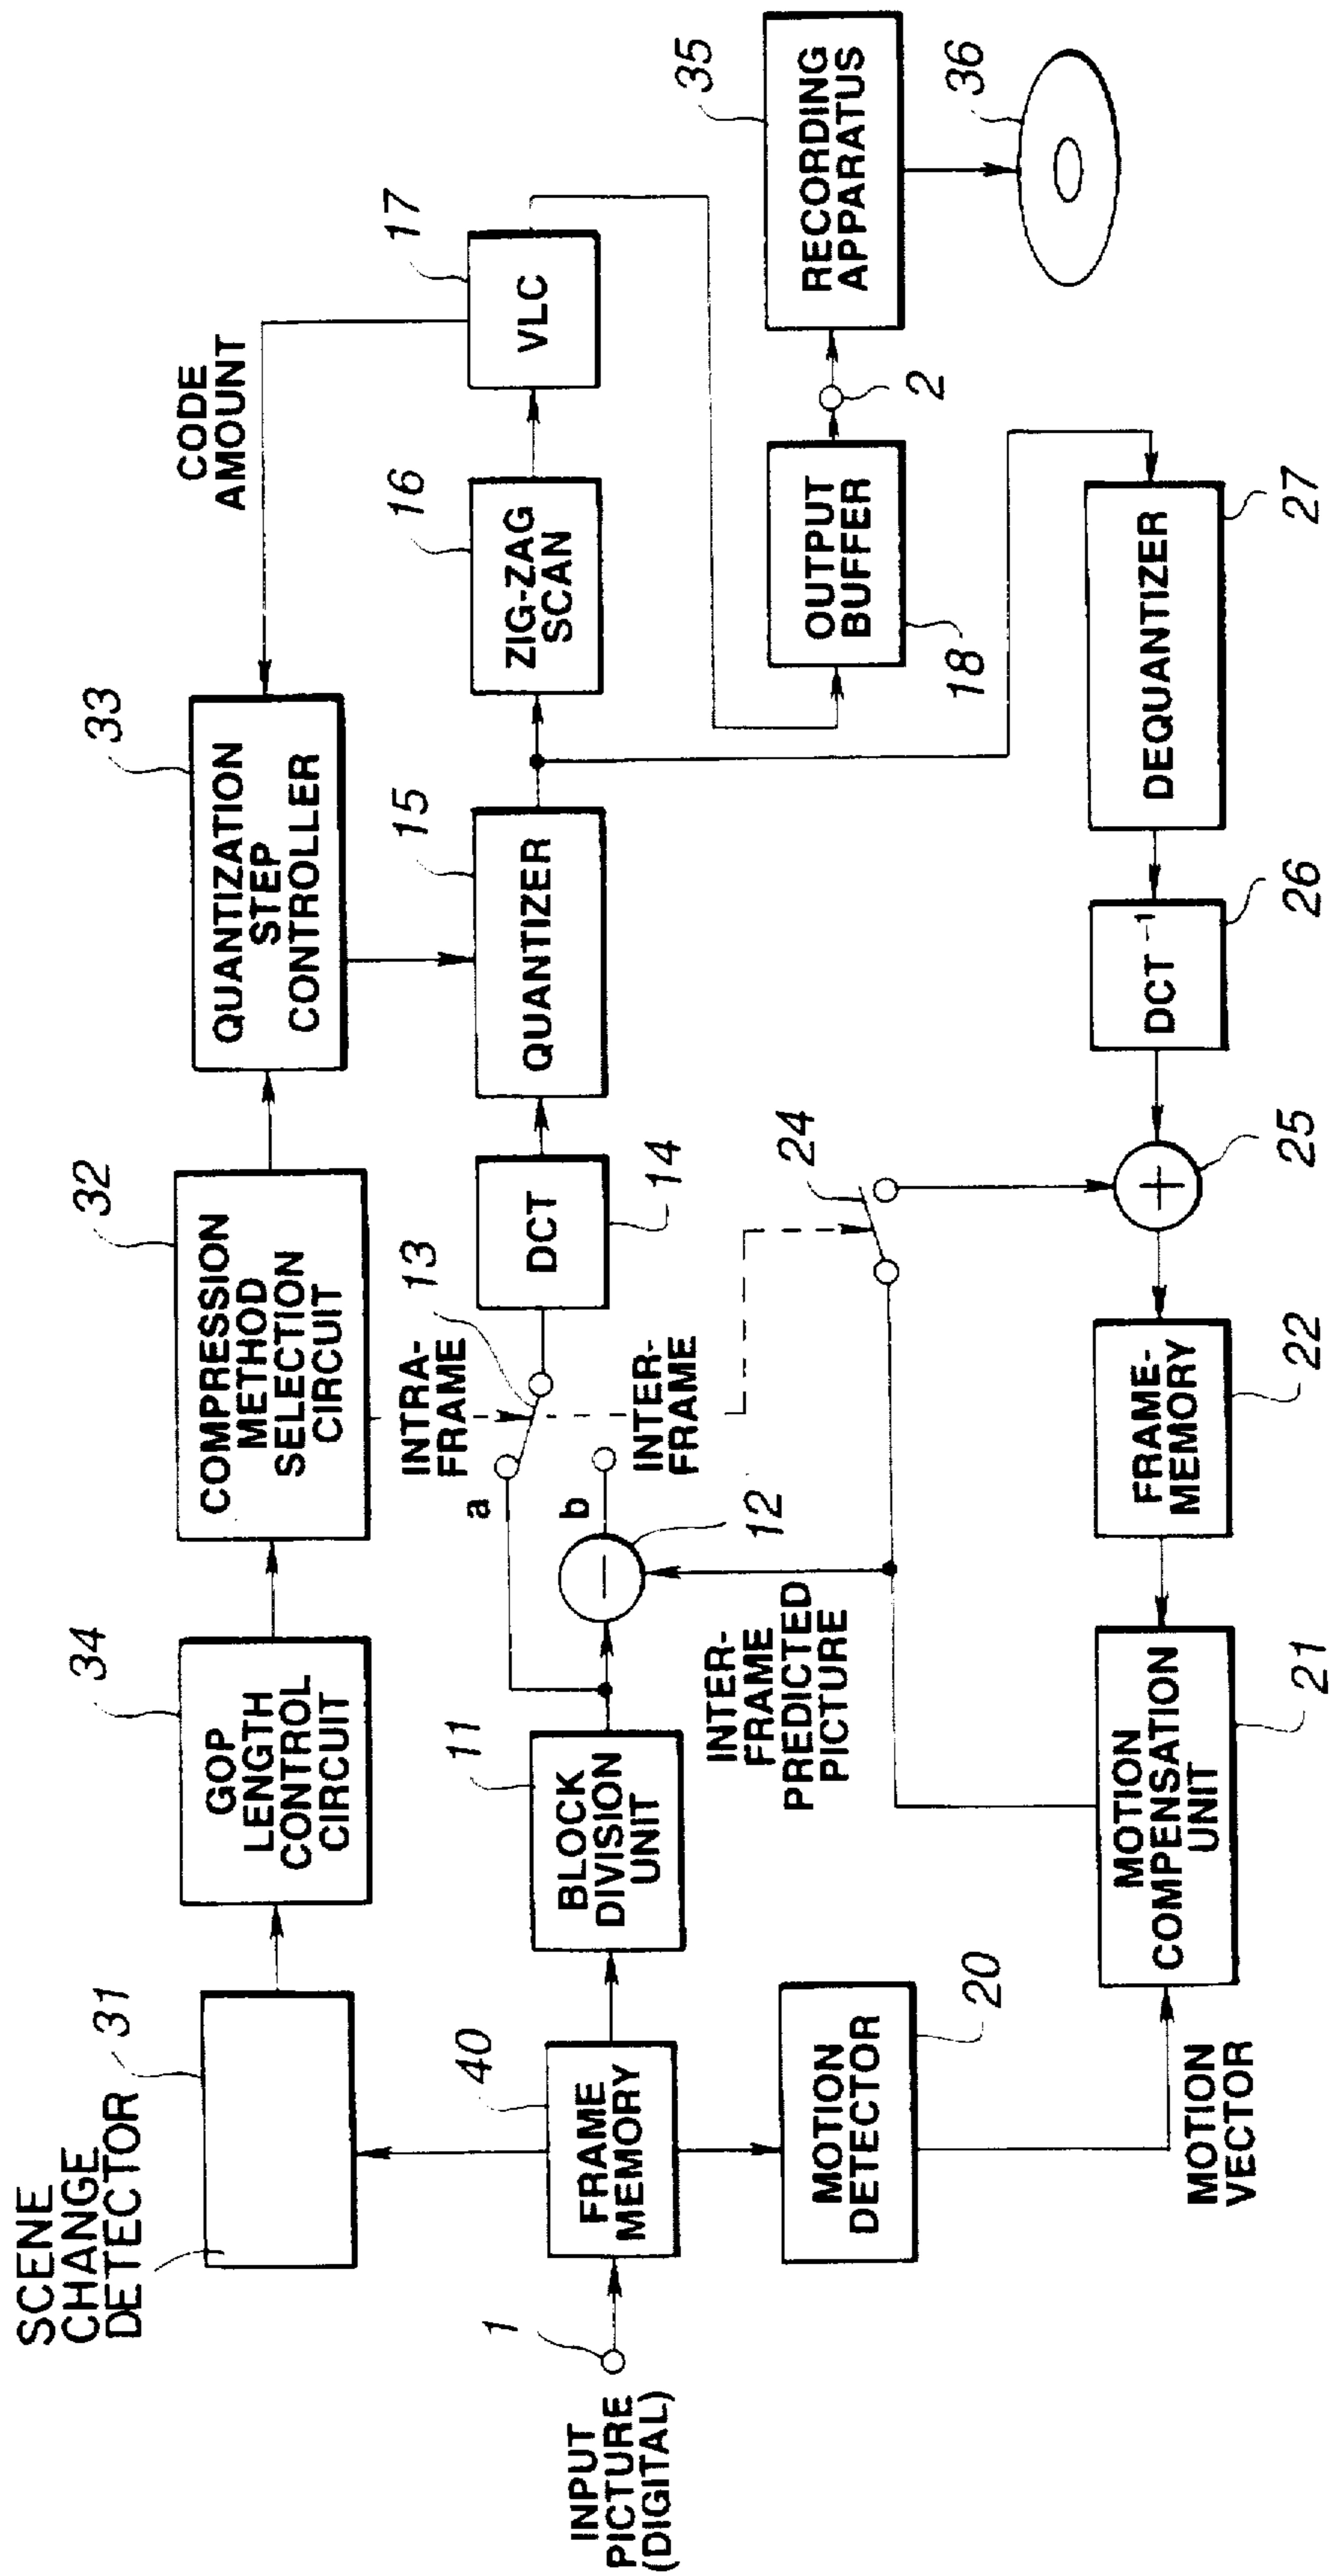 SCENE
CHANGE
DETECTOR
31
GOP
LENGTH
CONTROL
CIRCUIT
34
COMPRESSION
METHOD
SELECTION
CIRCUIT
32
QUANTIZATION
STEP
CONTROLLER
33
CODE
AMOUNT
INPUT
PICTURE
(DIGITAL)
1
FRAME
MEMORY
40
BLOCK
DIVISION
UNIT
11
a
b
12
INTRA-
FRAME
13
INTER-
FRAME
DCT
14
QUANTIZER
15
ZIG-ZAG
SCAN
16
VLC
17
MOTION
DETECTOR
20
INTER-
FRAME
PREDICTED
PICTURE
24
OUTPUT
BUFFER
18
2
RECORDING
APPARATUS
35
36
MOTION
VECTOR
MOTION
COMPENSATION
UNIT
21
FRAME-
MEMORY
22
+
25
DCT -1
26
DEQUANTIZER
27